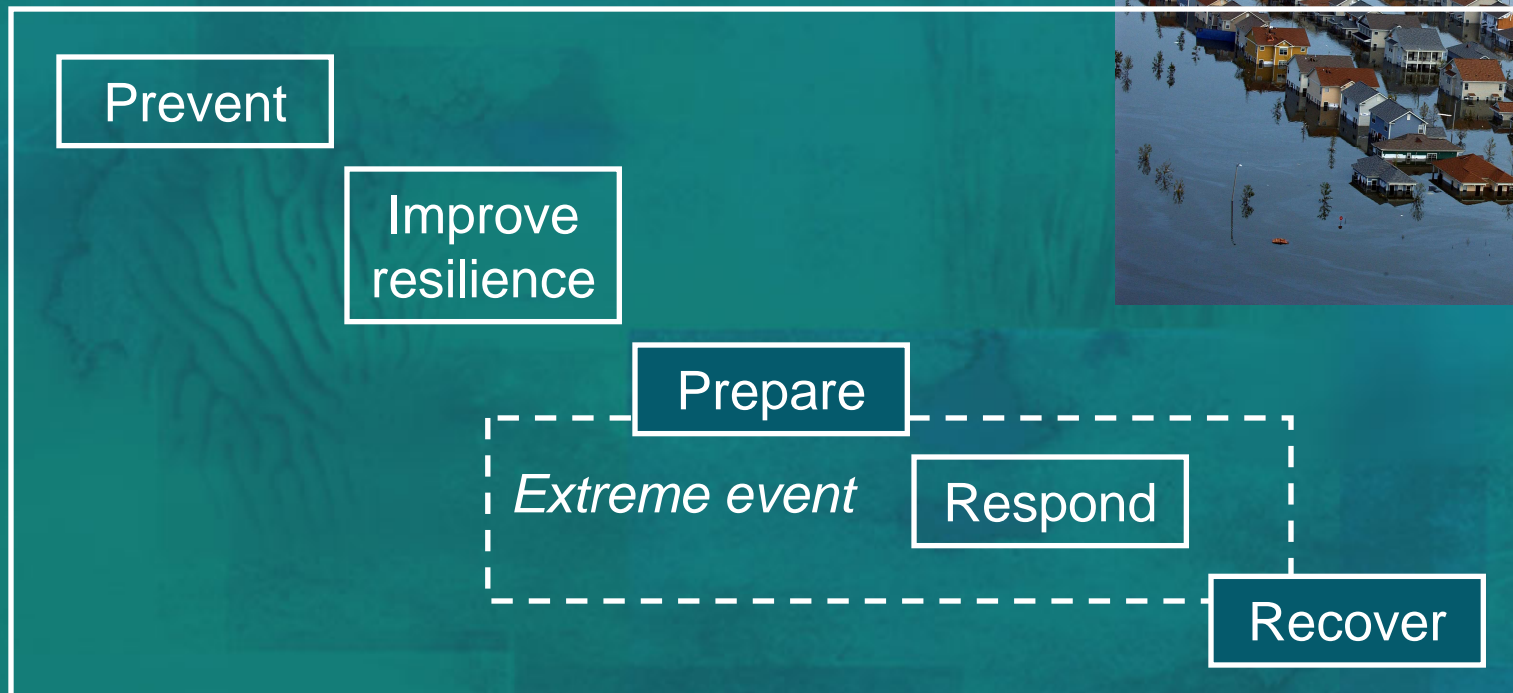 Prevent
Improve
resilience
Prepare
Extreme event
Respond
Recover